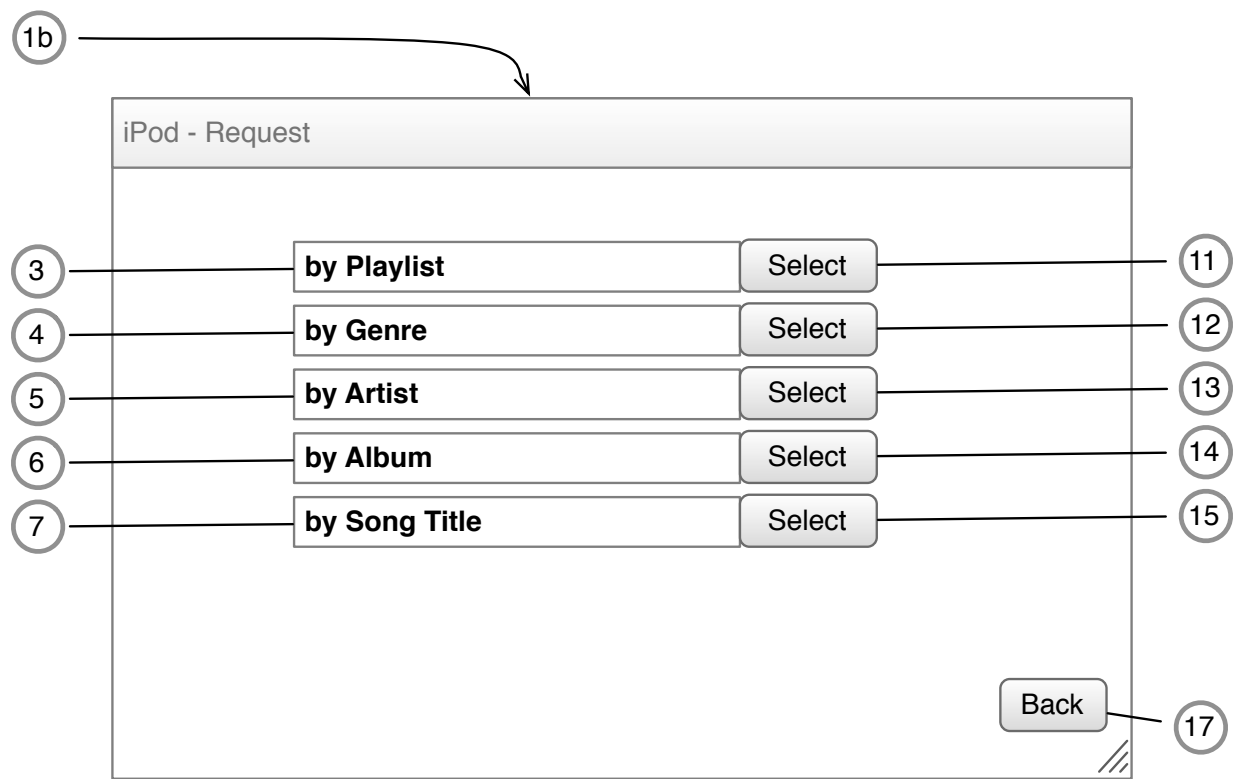 1b
iPod - Request
3 by Playlist Select 11
4 by Genre Select 12
5 by Artist Select 13
6 by Album Select 14
7 by Song Title Select 15
Back 17